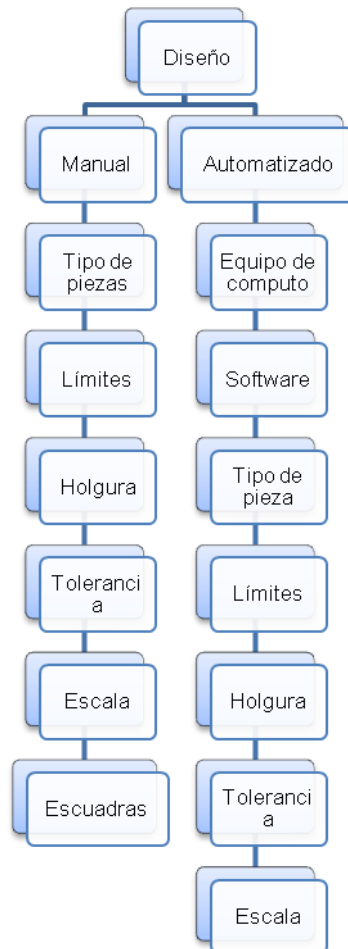 Diseño
Manual
Tipo de
piezas
Límites
Holgura
Toleranci
a
Escala
Escuadras
Automatizado
Equipo de
computo
Software
Tipo de
pieza
Límites
Holgura
Toleranci
a
Escala